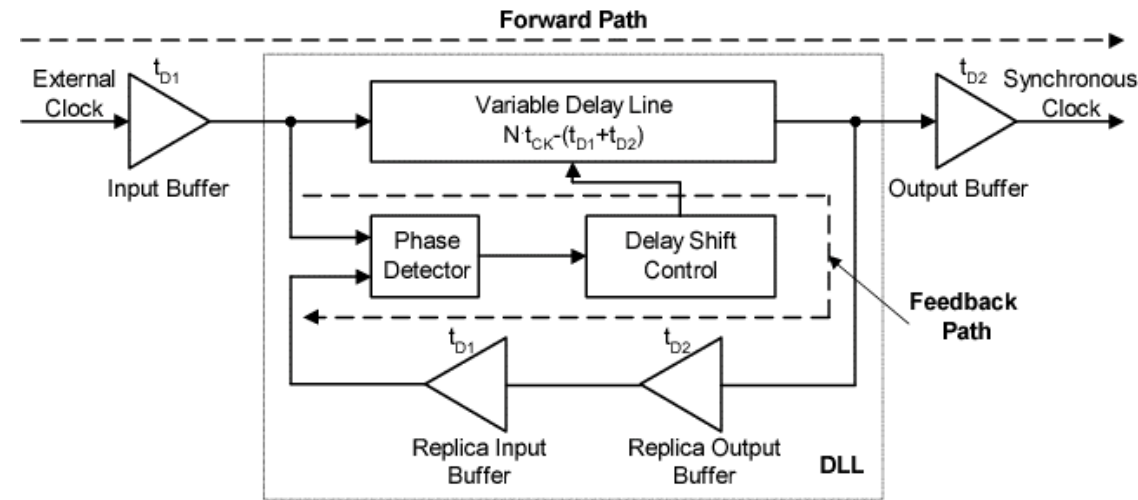 Forward Path
External
Clock
t_D1
Input Buffer
Variable Delay Line
N·t_CK-(t_D1+t_D2)
t_D2
Synchronous
Clock
Output Buffer
Phase
Detector
Delay Shift
Control
Feedback
Path
t_D1
Replica Input
Buffer
t_D2
Replica Output
Buffer
DLL